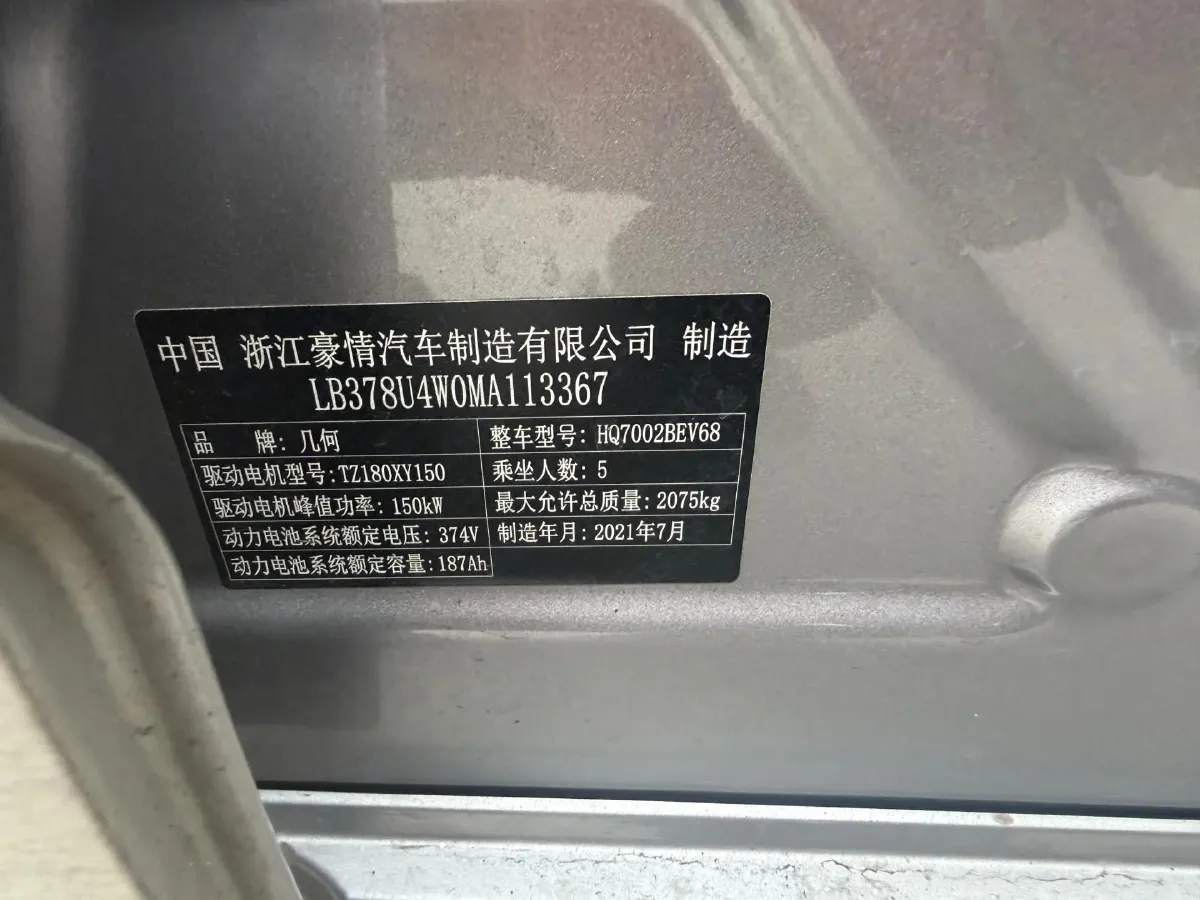 中国 浙江豪情汽车制造有限公司 制造
LB378U4W0MA113367
品 牌: 几何
整车型号: HQ7002BEV68
驱动电机型号:TZ180XY150
乘坐人数: 5
驱动电机峰值功率: 150kW
最大允许总质量: 2075kg
动力电池系统额定电压: 374V
制造年月: 2021年7月
动力电池系统额定容量:187Ah